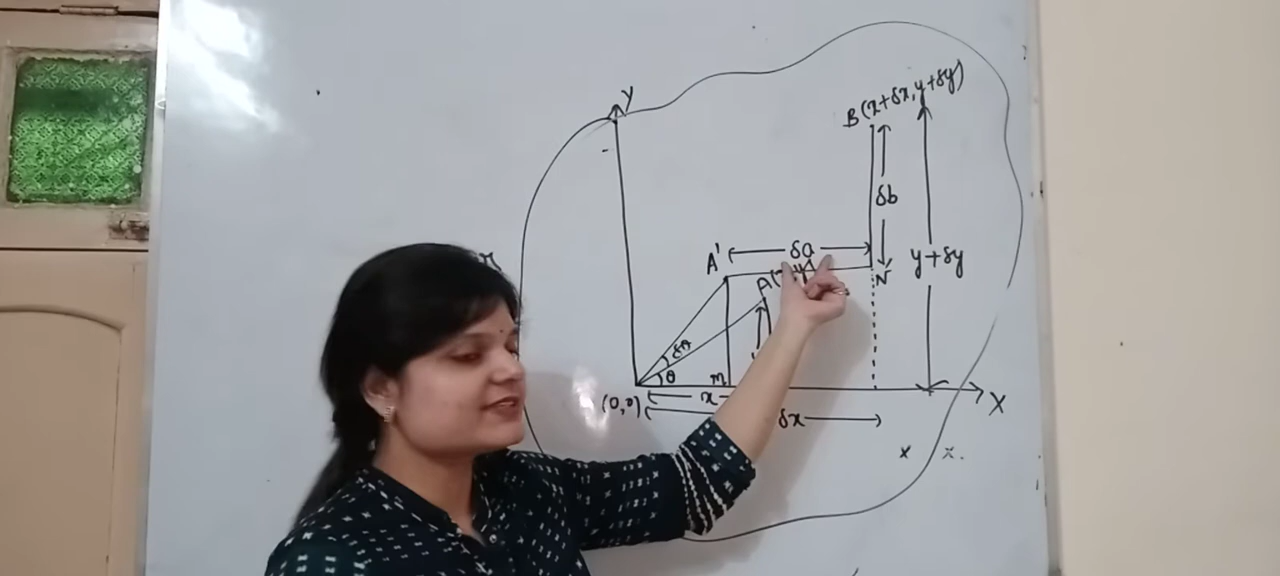 Y
B(x+δx, y+δy)
δb
A' δa
y+δy
N'
A(
δθ
θ
m
(0,0) x
X
δx
x x.